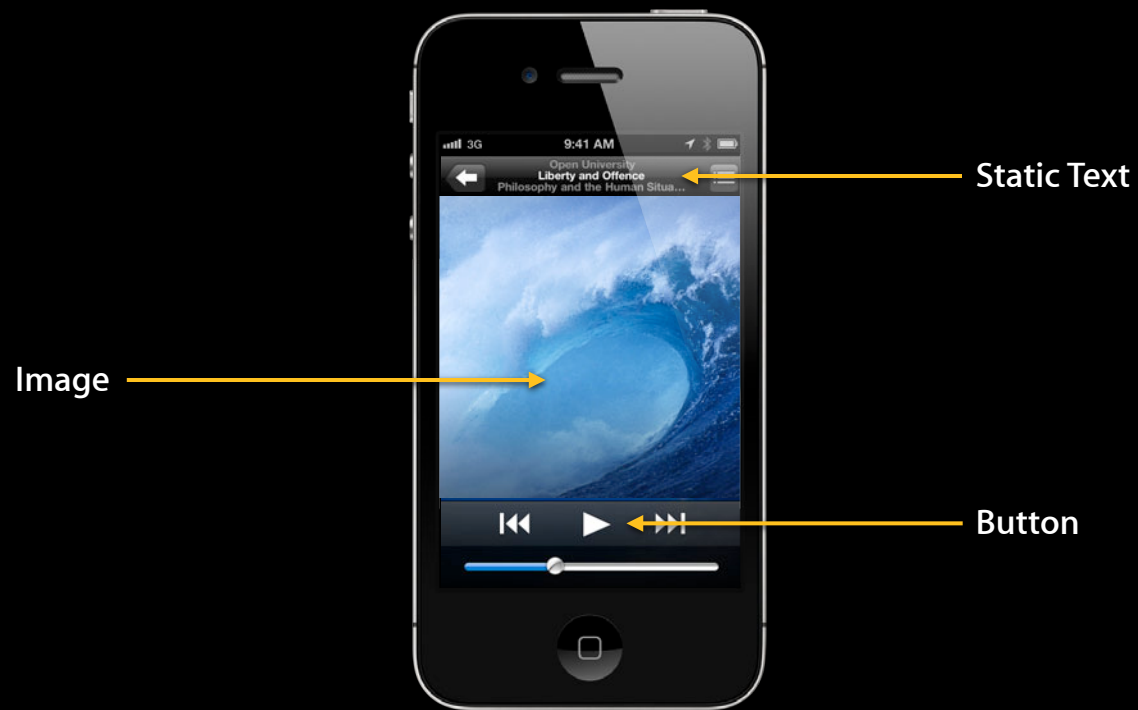 3G 9:41 AM
Open University
Liberty and Offence
Philosophy and the Human Situa...
Static Text
Image
Button